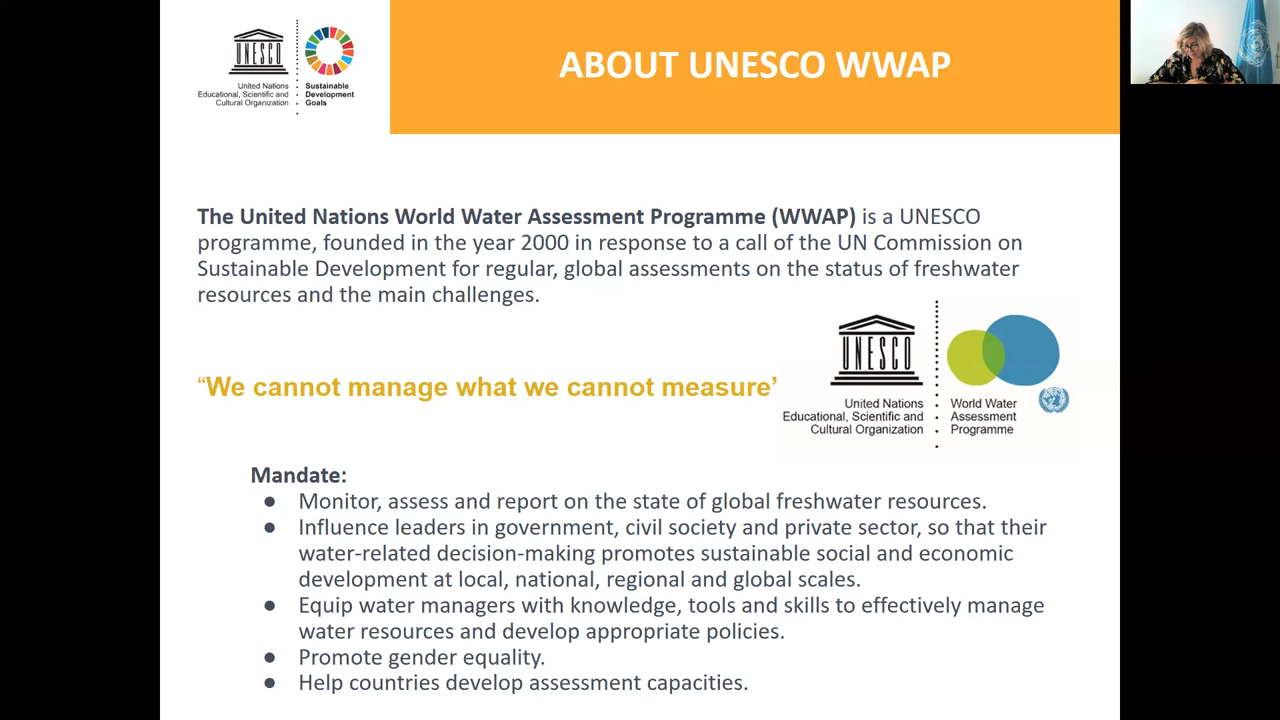 UNESCO
United Nations
Educational, Scientific and
Cultural Organization
Sustainable
Development
Goals
ABOUT UNESCO WWAP
The United Nations World Water Assessment Programme (WWAP) is a UNESCO
programme, founded in the year 2000 in response to a call of the UN Commission on
Sustainable Development for regular, global assessments on the status of freshwater
resources and the main challenges.
“We cannot manage what we cannot measure’
UNESCO
United Nations
Educational, Scientific and
Cultural Organization
World Water
Assessment
Programme
Mandate:
● Monitor, assess and report on the state of global freshwater resources.
● Influence leaders in government, civil society and private sector, so that their
water-related decision-making promotes sustainable social and economic
development at local, national, regional and global scales.
● Equip water managers with knowledge, tools and skills to effectively manage
water resources and develop appropriate policies.
● Promote gender equality.
● Help countries develop assessment capacities.